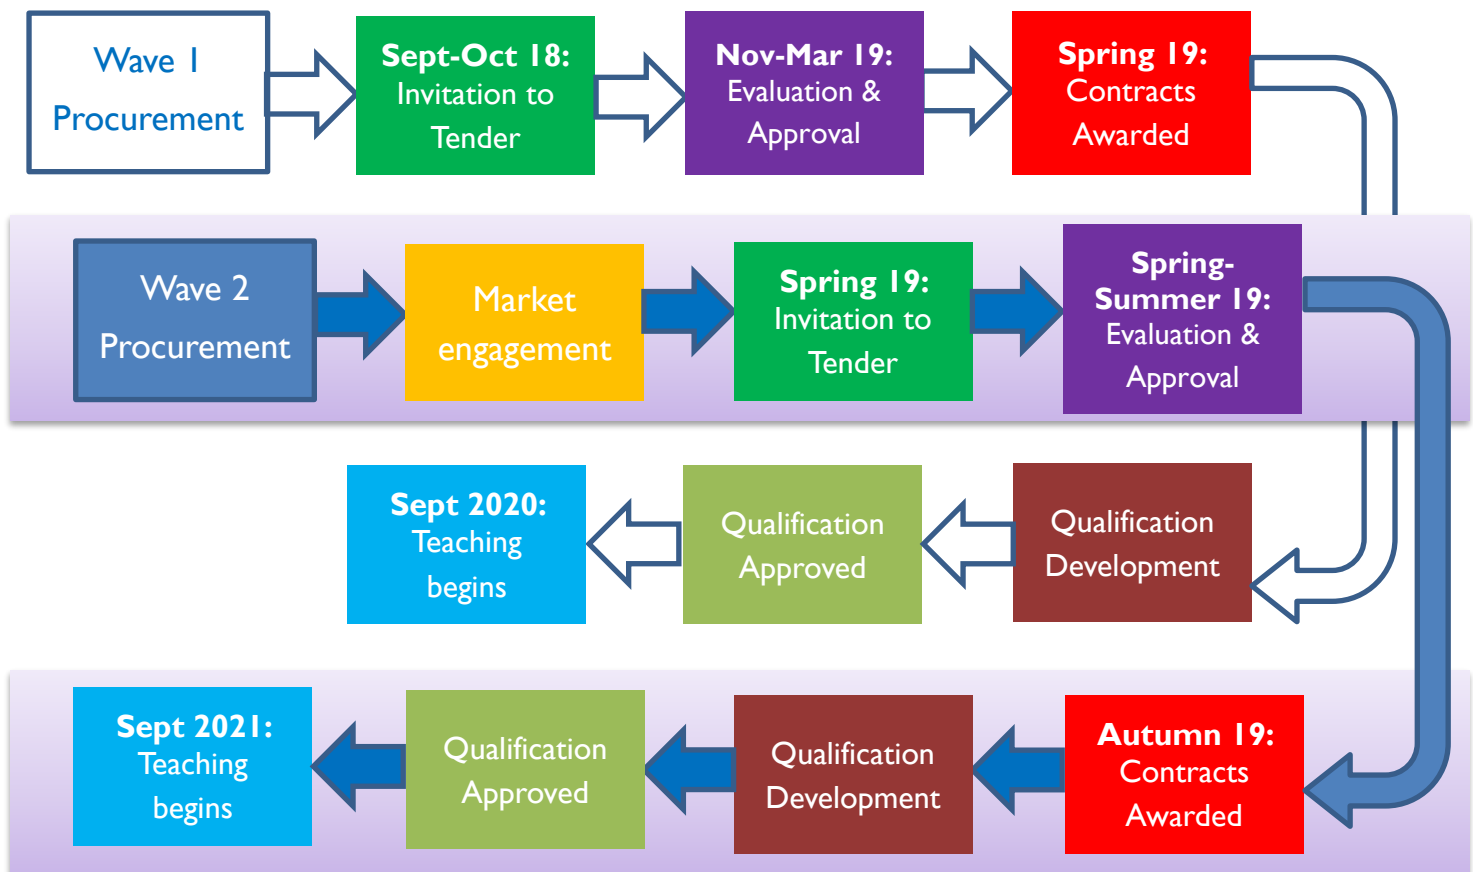 Wave 1
Procurement
Sept-Oct 18:
Invitation to
Tender
Nov-Mar 19:
Evaluation &
Approval
Spring 19:
Contracts
Awarded
Wave 2
Procurement
Market
engagement
Spring 19:
Invitation to
Tender
Spring-
Summer 19:
Evaluation &
Approval
Sept 2020:
Teaching
begins
Qualification
Approved
Qualification
Development
Sept 2021:
Teaching
begins
Qualification
Approved
Qualification
Development
Autumn 19:
Contracts
Awarded